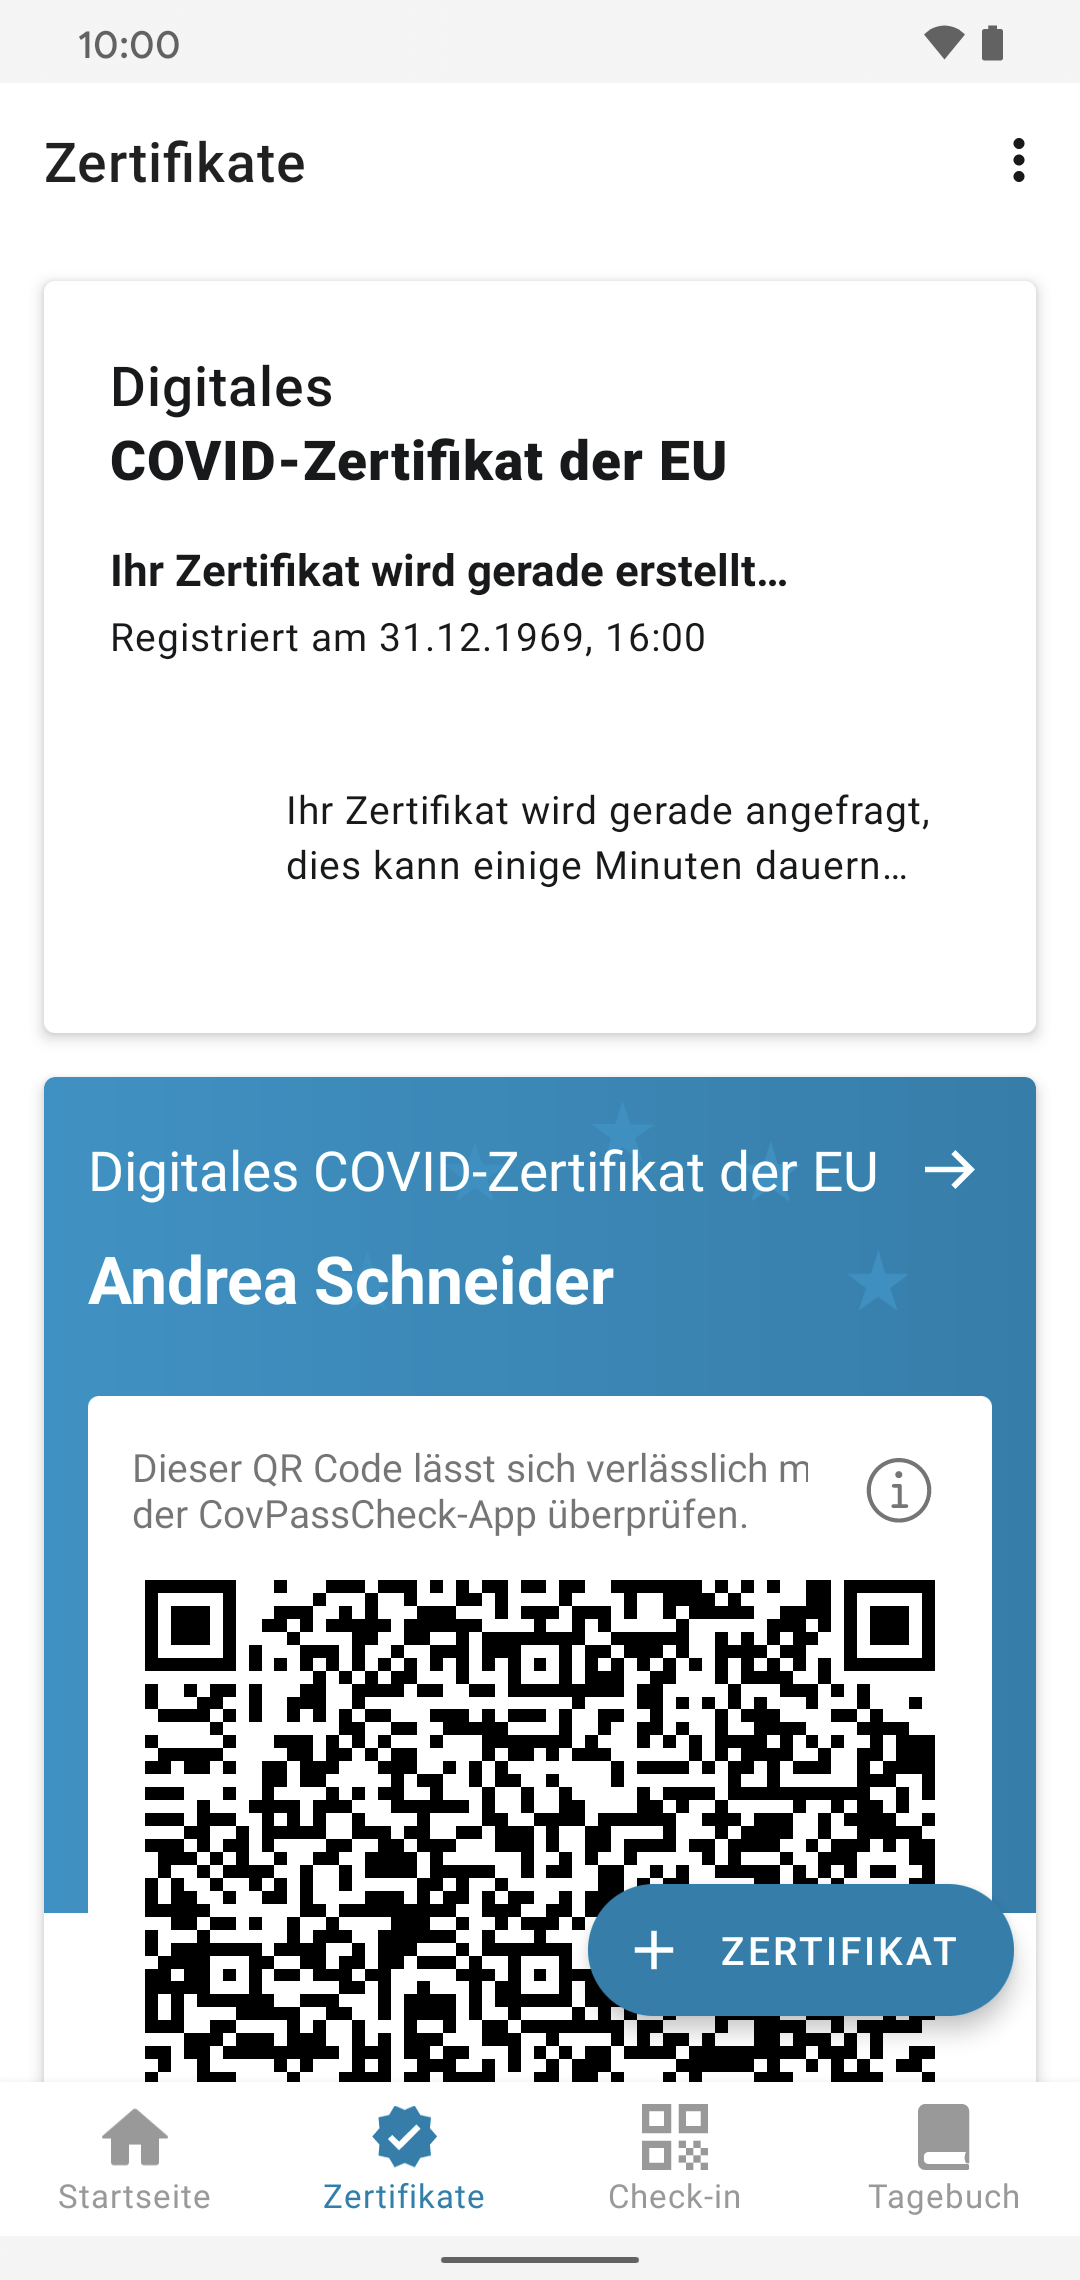 10:00
Zertifikate
Digitales
COVID-Zertifikat der EU
Ihr Zertifikat wird gerade erstellt…
Registriert am 31.12.1969, 16:00
Ihr Zertifikat wird gerade angefragt,
dies kann einige Minuten dauern…
Digitales COVID-Zertifikat der EU
Andrea Schneider
Dieser QR Code lässt sich verlässlich m
der CovPassCheck-App überprüfen.
ZERTIFIKAT
Startseite
Zertifikate
Check-in
Tagebuch